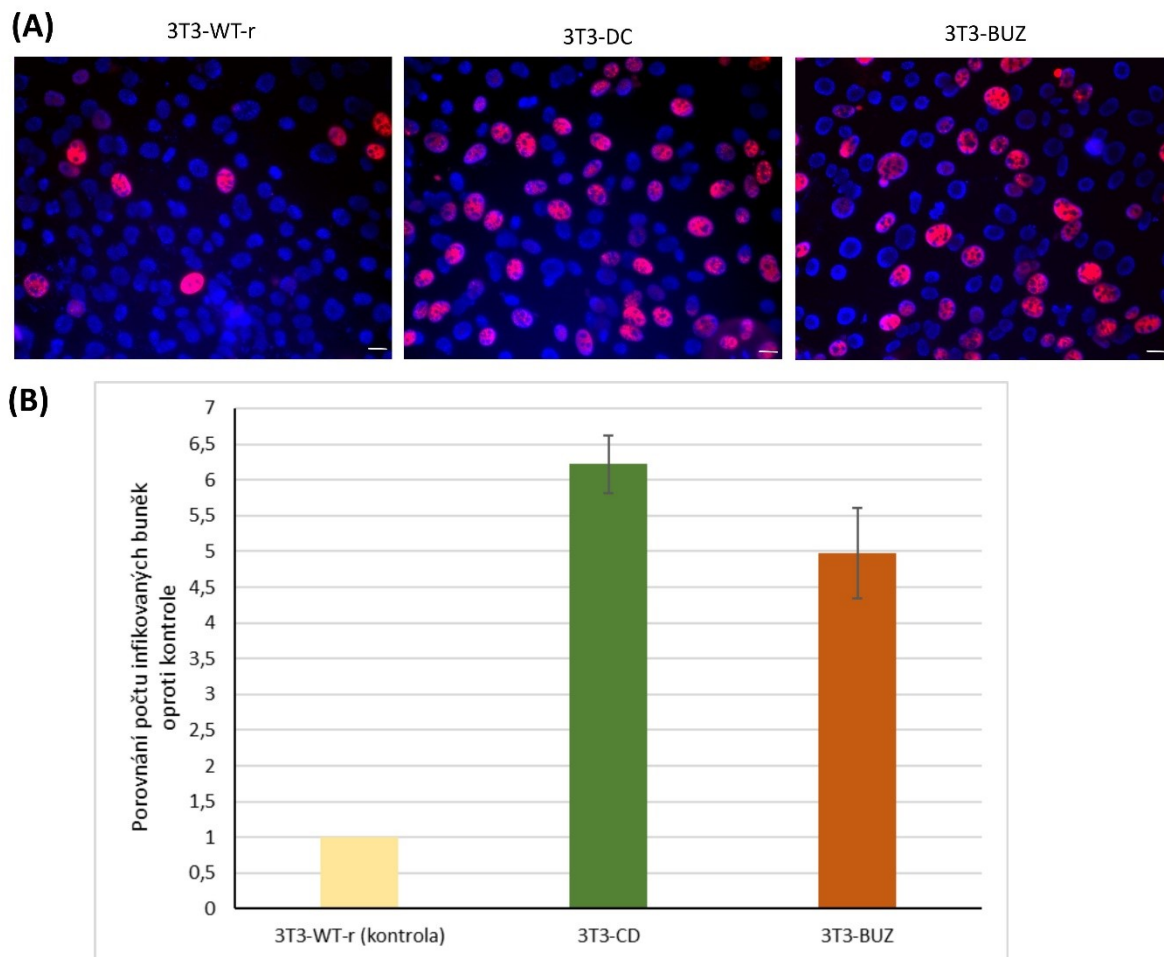 (A)
3T3-WT-r
3T3-DC
3T3-BUZ
(B)
Porovnání počtu infikovaných buněk
oproti kontrole
7
6,5
6
5,5
5
4,5
4
3,5
3
2,5
2
1,5
1
0,5
0
3T3-WT-r (kontrola)
3T3-CD
3T3-BUZ